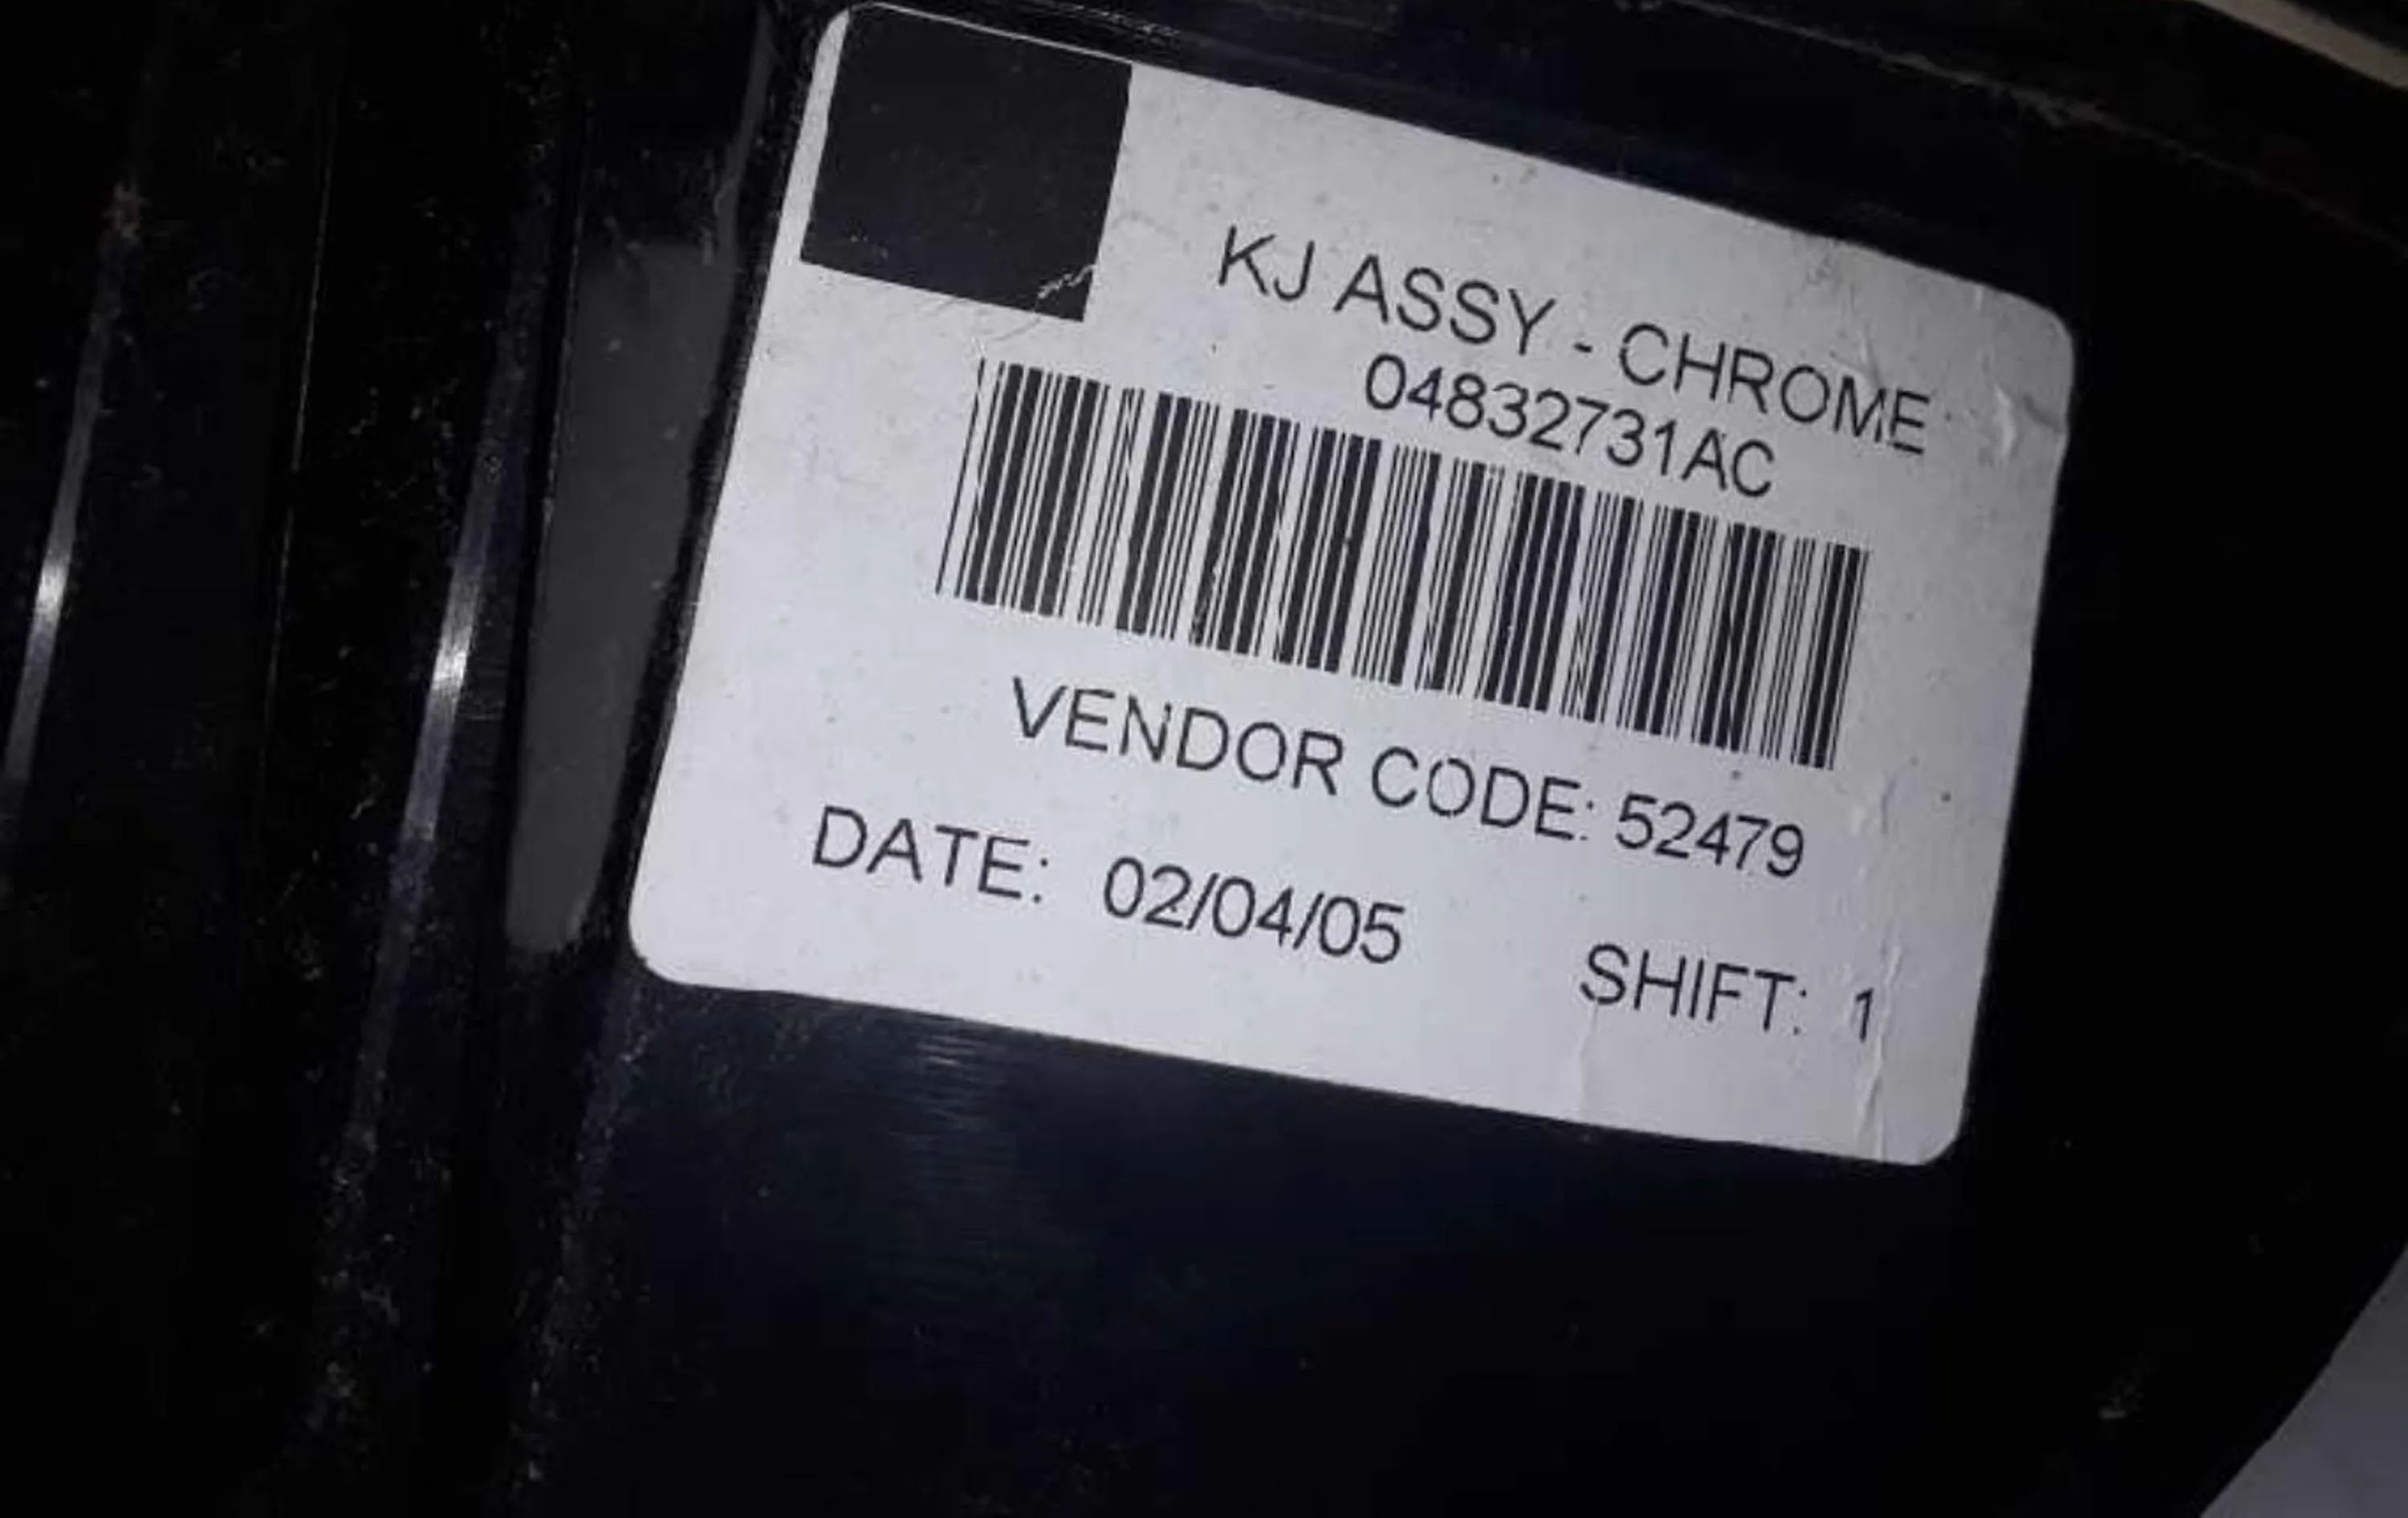 KJ ASSY - CHROME
04832731AC
VENDOR CODE: 52479
DATE: 02/04/05 SHIFT: 1